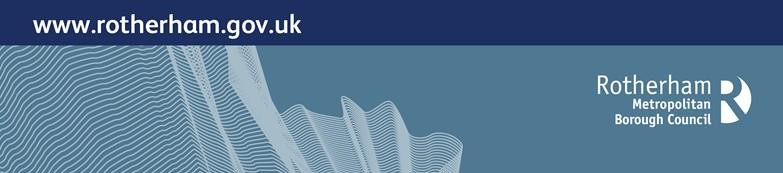 www.rotherham.gov.uk
Rotherham
Metropolitan
Borough Council